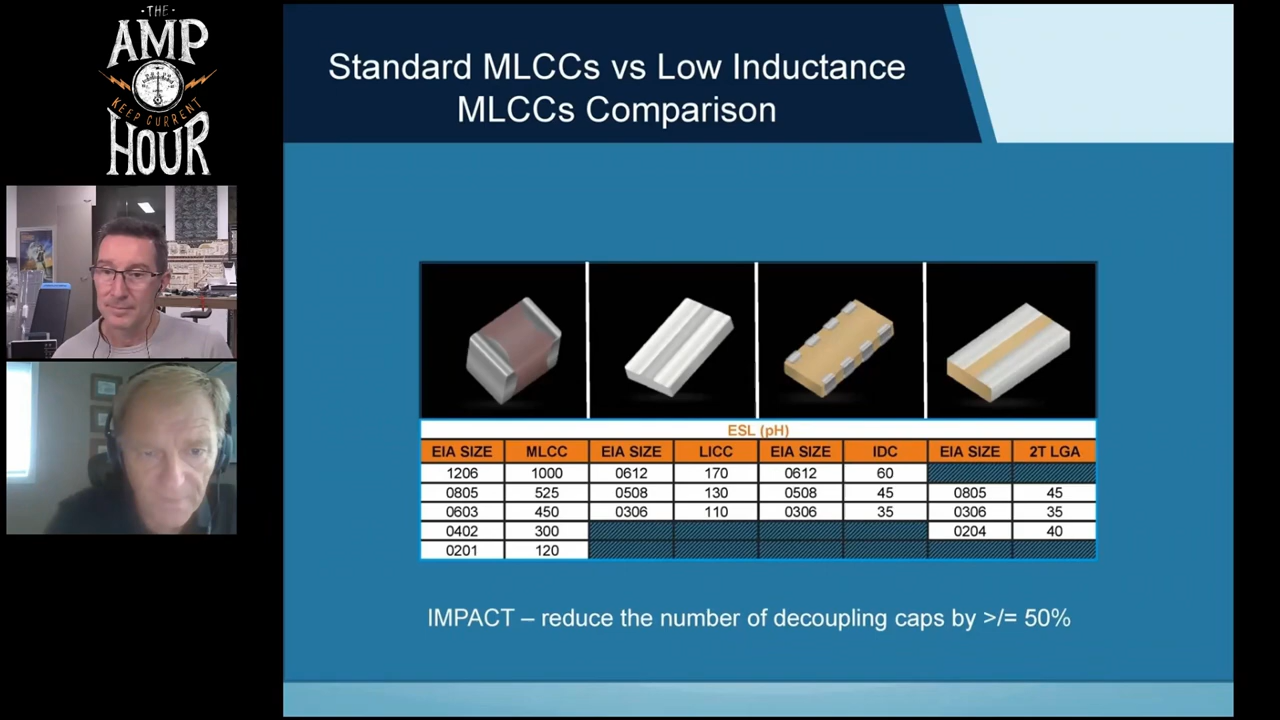 THE
AMP
KEEP CURRENT
HOUR
Standard MLCCs vs Low Inductance
MLCCs Comparison
ESL (pH)
EIA SIZE MLCC EIA SIZE LICC EIA SIZE IDC EIA SIZE 2T LGA
1206 1000 0612 170 0612 60
0805 525 0508 130 0508 45 0805 45
0603 450 0306 110 0306 35 0306 35
0402 300 0204 40
0201 120
IMPACT – reduce the number of decoupling caps by >/= 50%